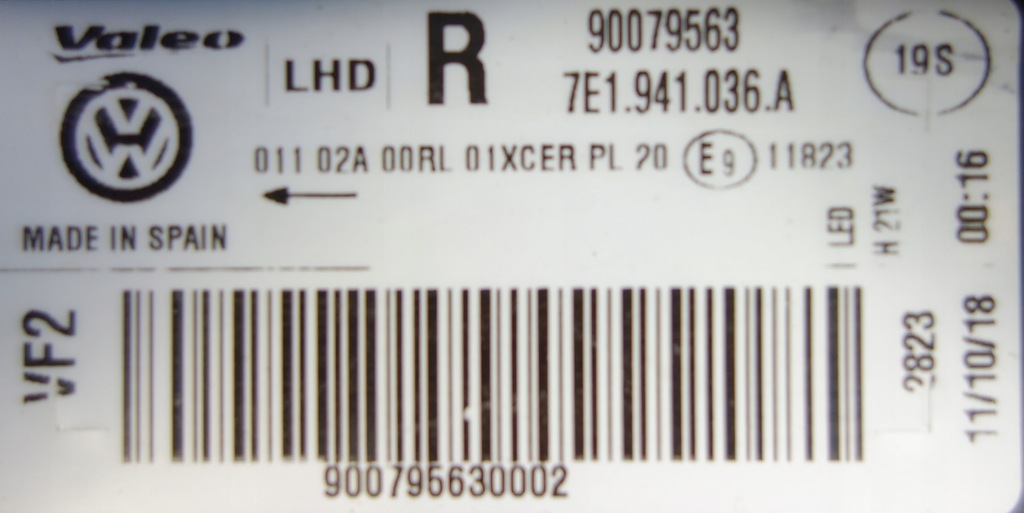 Valeo
LHD
R
90079563
7E1.941.036.A
19S
011 02A 00RL 01XCER PL 20 E9 11823
MADE IN SPAIN
LED
H 21W
00:16
VF2
2823
11/10/18
900795630002